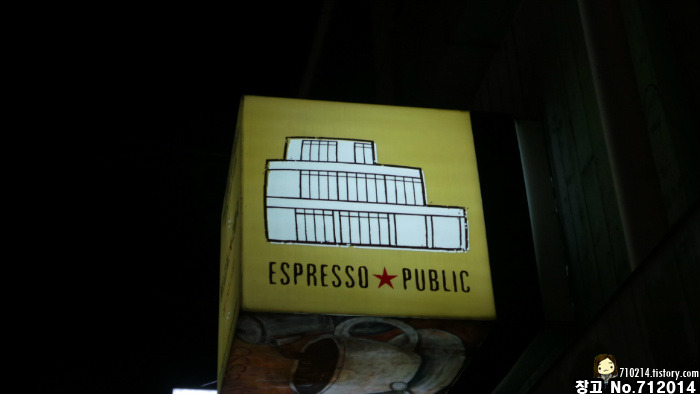 ESPRESSO★PUBLIC
710214.tistory.com
창고 No.712014